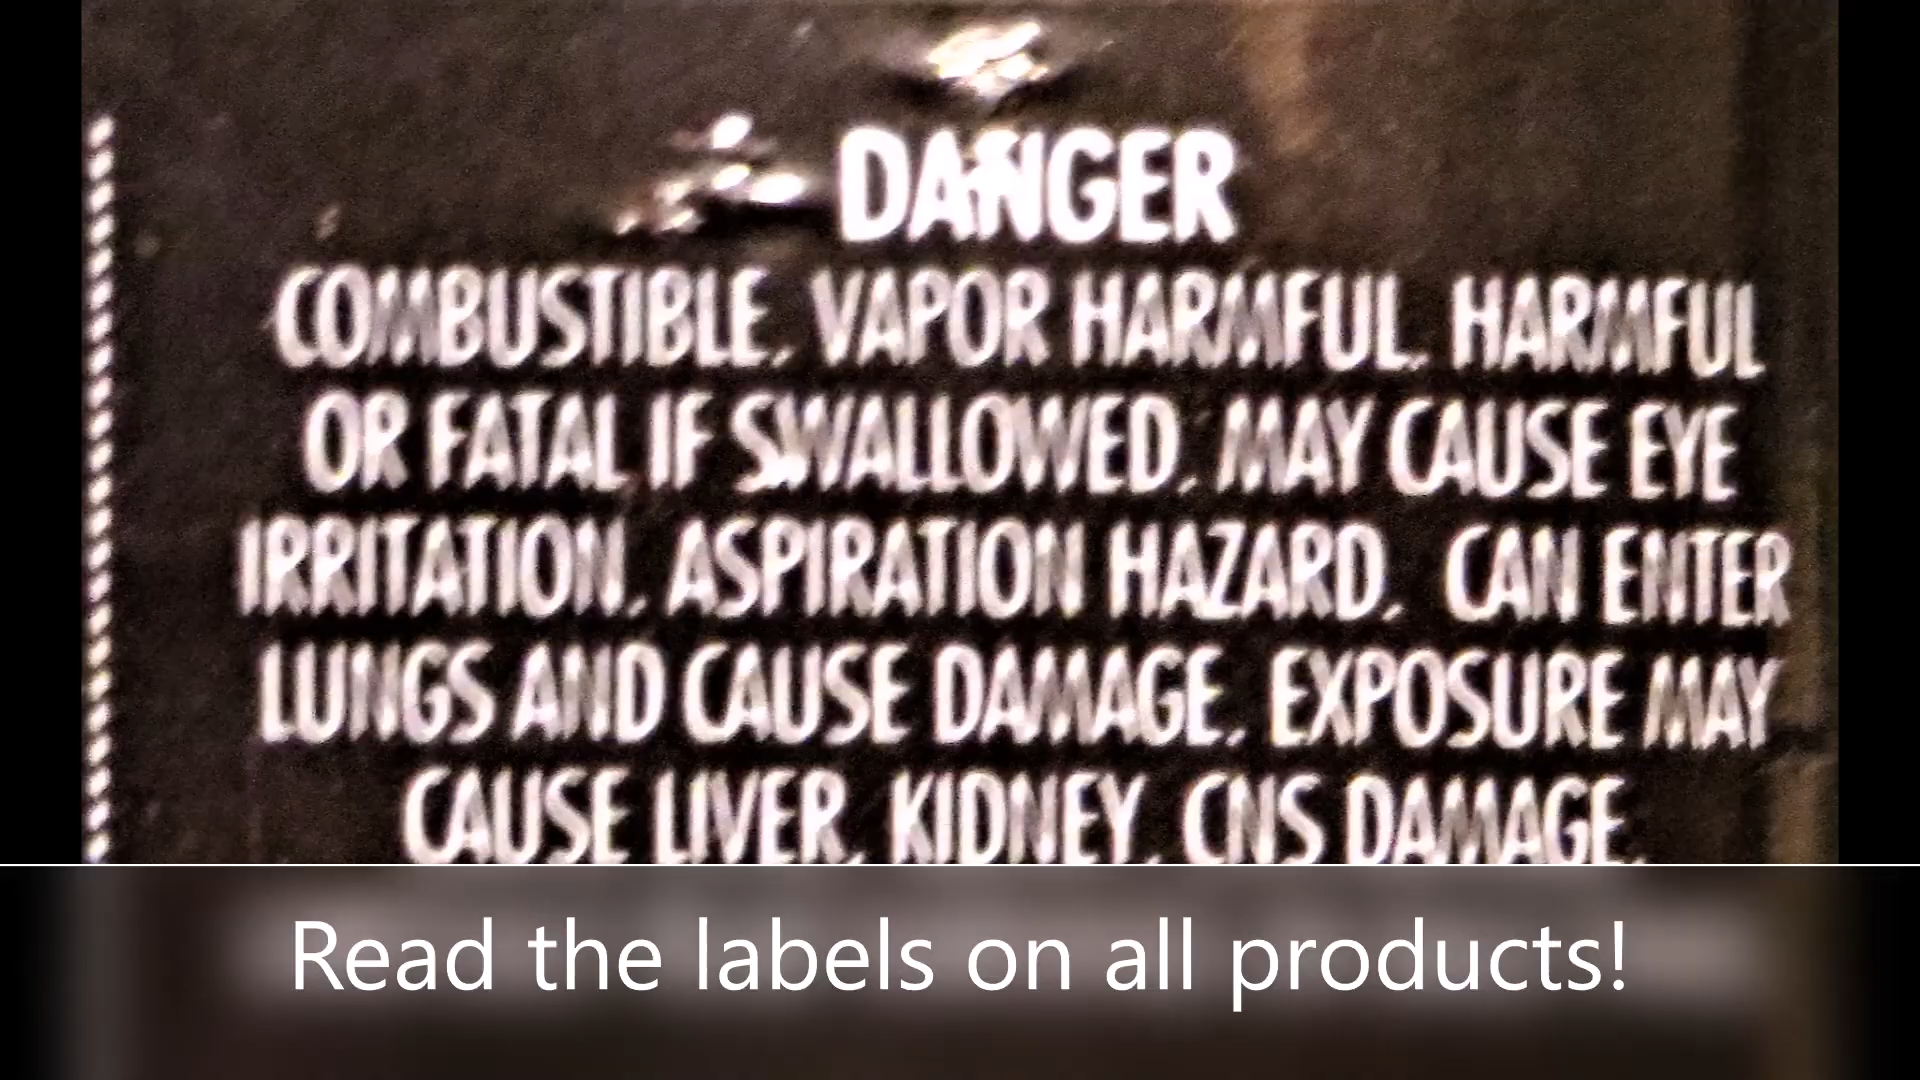 DANGER
COMBUSTIBLE. VAPOR HARMFUL. HARMFUL
OR FATAL IF SWALLOWED. MAY CAUSE EYE
IRRITATION. ASPIRATION HAZARD. CAN ENTER
LUNGS AND CAUSE DAMAGE. EXPOSURE MAY
CAUSE LIVER, KIDNEY, CNS DAMAGE.
Read the labels on all products!